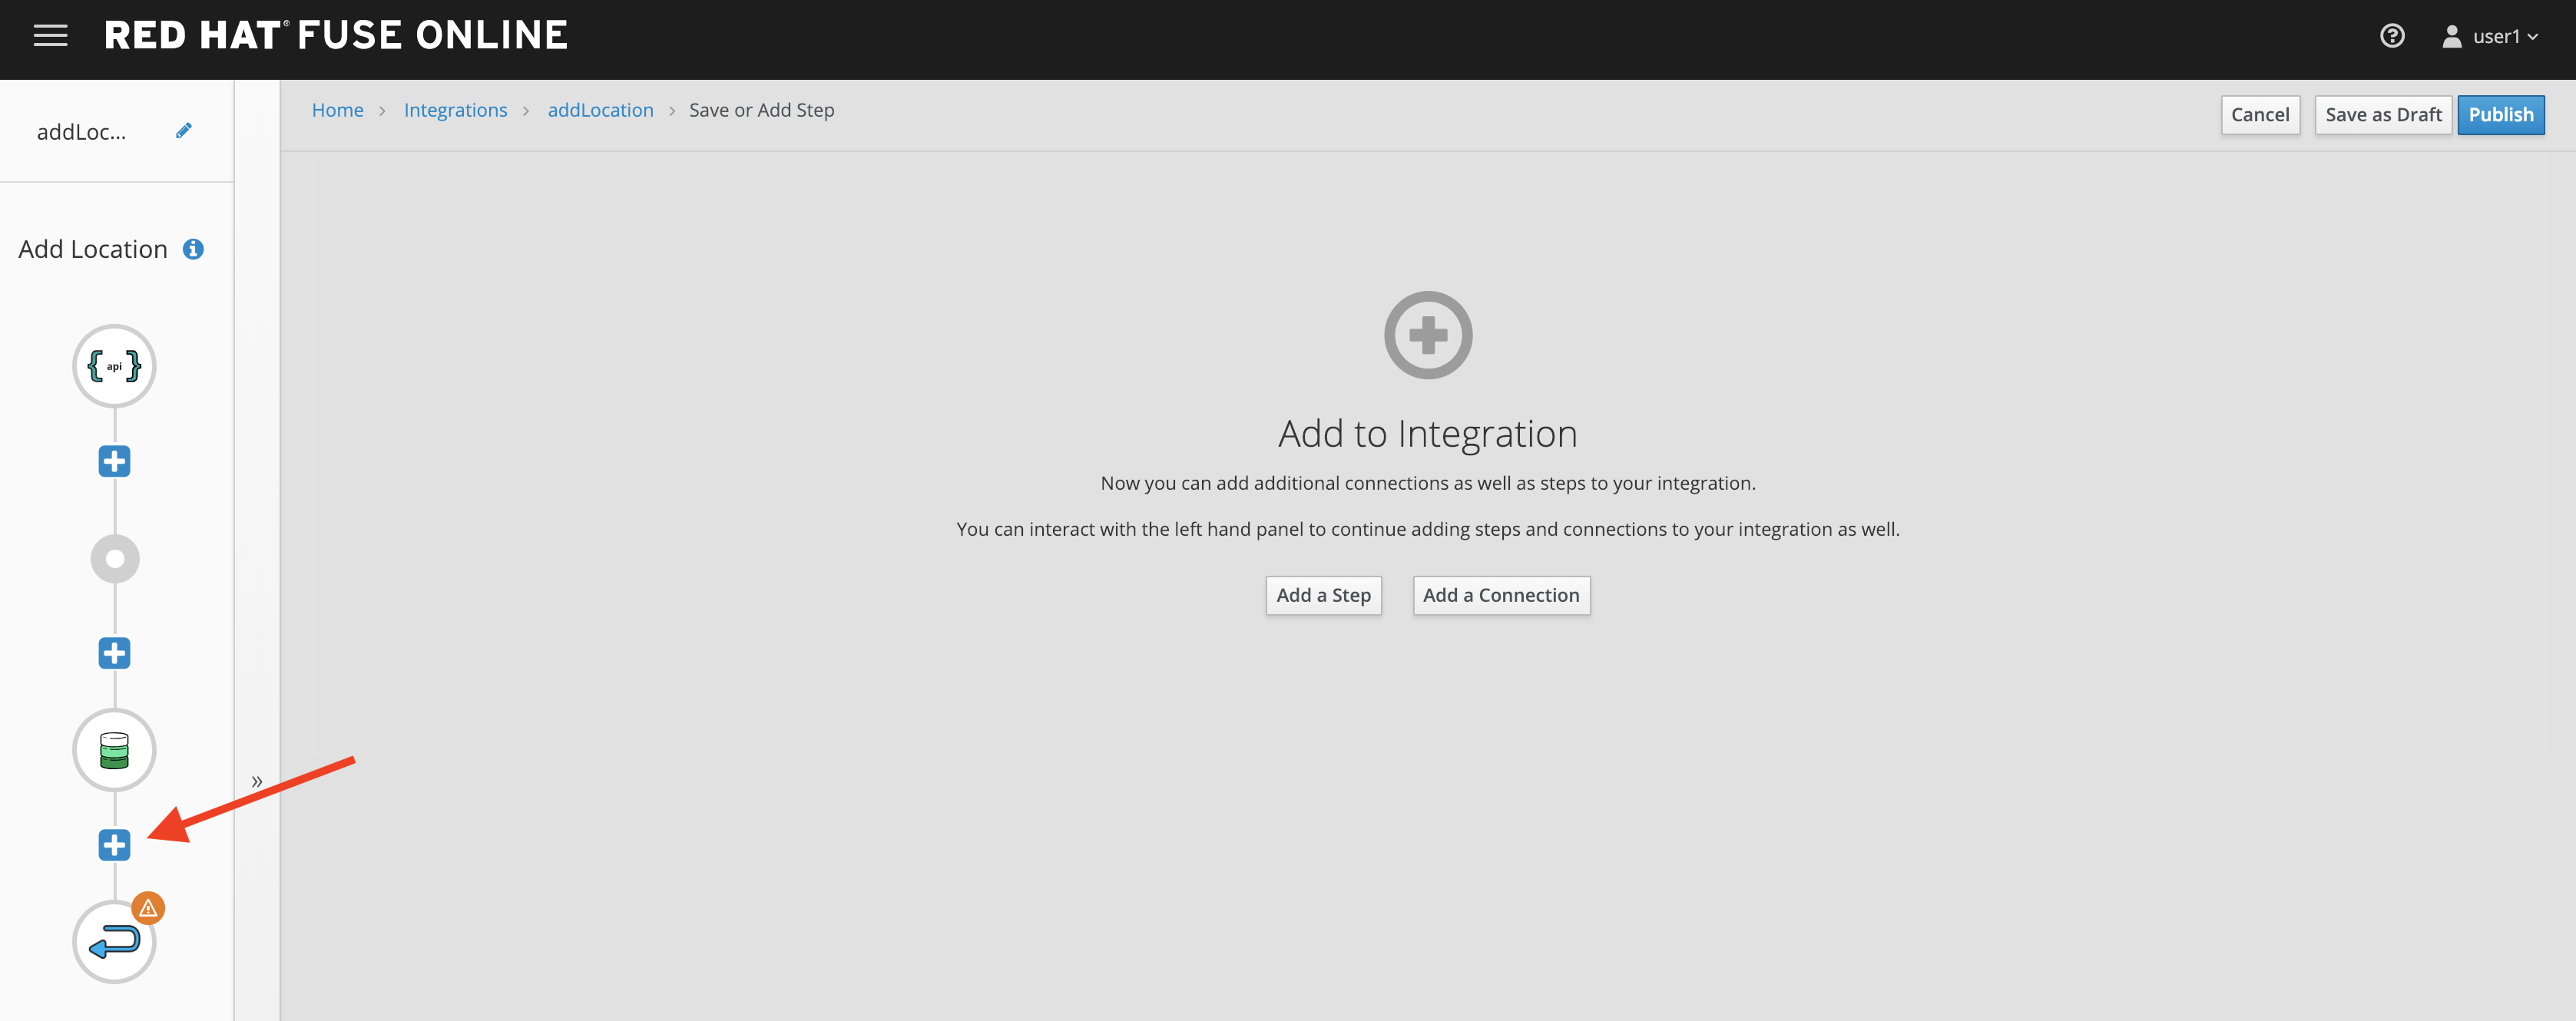 RED HAT® FUSE ONLINE
user1
addLoc...
Home > Integrations > addLocation > Save or Add Step
Cancel
Save as Draft
Publish
Add Location
{ api }
Add to Integration
Now you can add additional connections as well as steps to your integration.
You can interact with the left hand panel to continue adding steps and connections to your integration as well.
Add a Step
Add a Connection
»